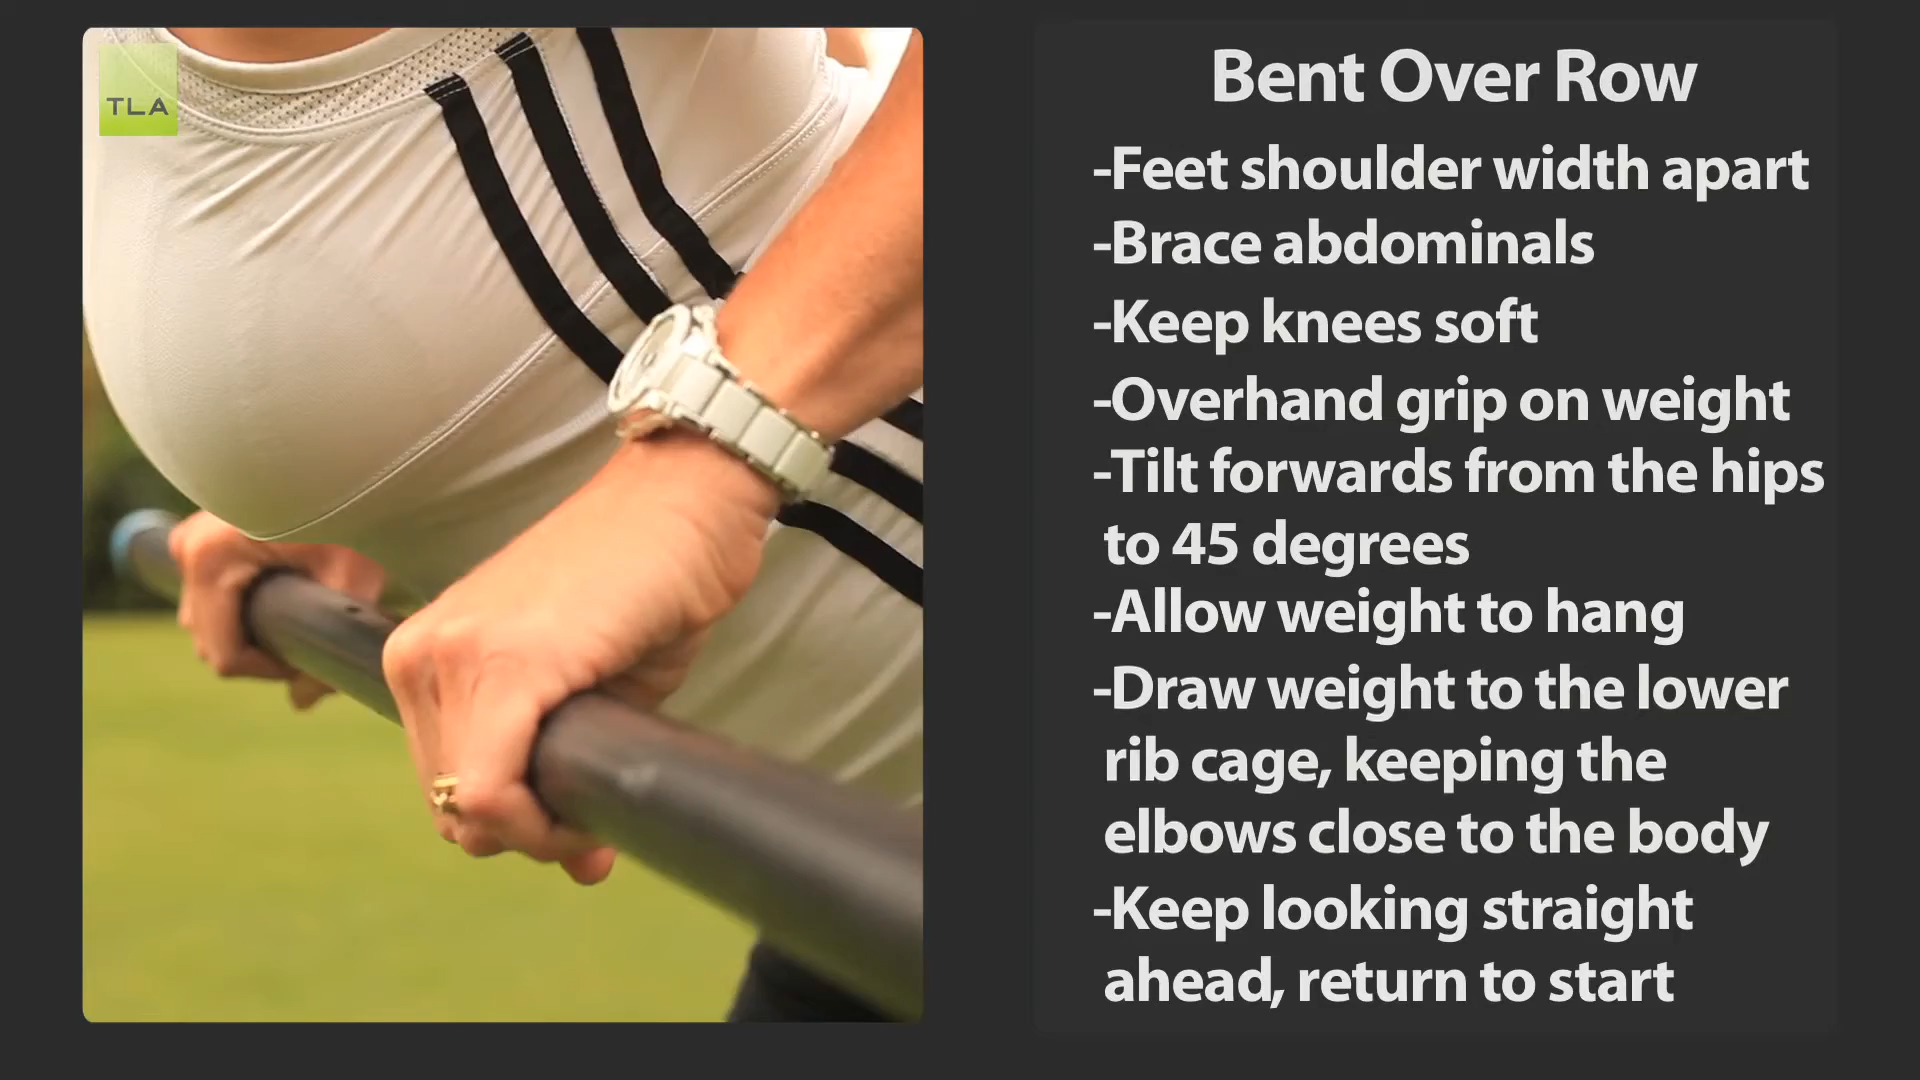 TLA
Bent Over Row
-Feet shoulder width apart
-Brace abdominals
-Keep knees soft
-Overhand grip on weight
-Tilt forwards from the hips
to 45 degrees
-Allow weight to hang
-Draw weight to the lower
rib cage, keeping the
elbows close to the body
-Keep looking straight
ahead, return to start